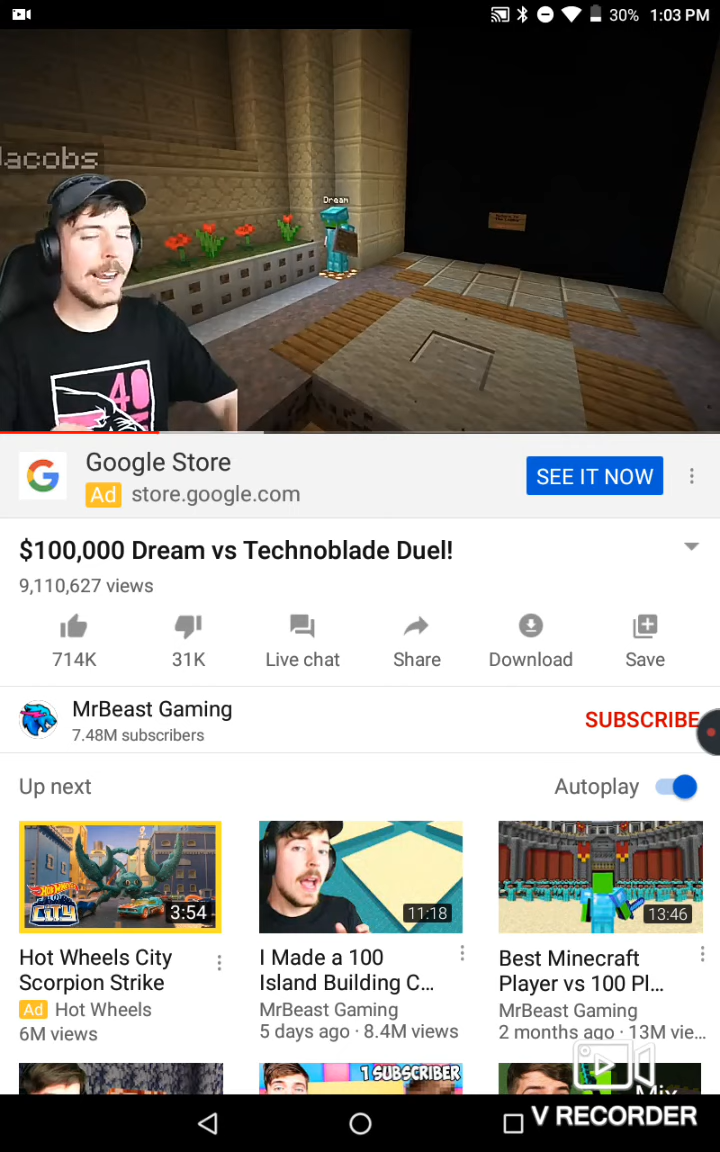 30% 1:03 PM
Jacobs
Dream
Google Store
Ad store.google.com
SEE IT NOW
$100,000 Dream vs Technoblade Duel!
9,110,627 views
714K
31K
Live chat
Share
Download
Save
MrBeast Gaming
7.48M subscribers
SUBSCRIBE
Up next
Autoplay
HOT WHEELS
CITY
3:54
11:18
13:46
Hot Wheels City
Scorpion Strike
Ad Hot Wheels
6M views
I Made a 100
Island Building C...
MrBeast Gaming
5 days ago · 8.4M views
Best Minecraft
Player vs 100 Pl...
MrBeast Gaming
2 months ago · 13M vie...
1 SUBSCRIBER
Mix
V RECORDER